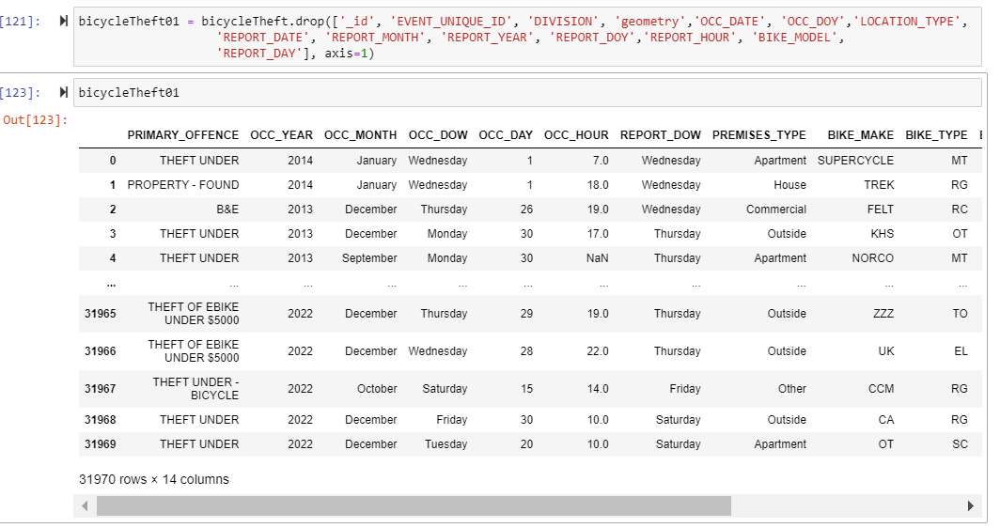 [121]: bicycleTheft01 = bicycleTheft.drop(['_id', 'EVENT_UNIQUE_ID', 'DIVISION', 'geometry','OCC_DATE', 'OCC_DOY','LOCATION_TYPE',
'REPORT_DATE', 'REPORT_MONTH', 'REPORT_YEAR', 'REPORT_DOY','REPORT_HOUR', 'BIKE_MODEL',
'REPORT_DAY'], axis=1)
[123]: bicycleTheft01
Out[123]:
PRIMARY_OFFENCE OCC_YEAR OCC_MONTH OCC_DOW OCC_DAY OCC_HOUR REPORT_DOW PREMISES_TYPE BIKE_MAKE BIKE_TYPE
0 THEFT UNDER 2014 January Wednesday 1 7.0 Wednesday Apartment SUPERCYCLE MT
1 PROPERTY - FOUND 2014 January Wednesday 1 18.0 Wednesday House TREK RG
2 B&E 2013 December Thursday 26 19.0 Wednesday Commercial FELT RC
3 THEFT UNDER 2013 December Monday 30 17.0 Thursday Outside KHS OT
4 THEFT UNDER 2013 September Monday 30 NaN Thursday Apartment NORCO MT
... ... ... ... ... ... ... ... ... ... ...
31965 THEFT OF EBIKE UNDER $5000 2022 December Thursday 29 19.0 Thursday Outside ZZZ TO
31966 THEFT OF EBIKE UNDER $5000 2022 December Wednesday 28 22.0 Thursday Outside UK EL
31967 THEFT UNDER - BICYCLE 2022 October Saturday 15 14.0 Friday Other CCM RG
31968 THEFT UNDER 2022 December Friday 30 10.0 Saturday Outside CA RG
31969 THEFT UNDER 2022 December Tuesday 20 10.0 Saturday Apartment OT SC
31970 rows × 14 columns